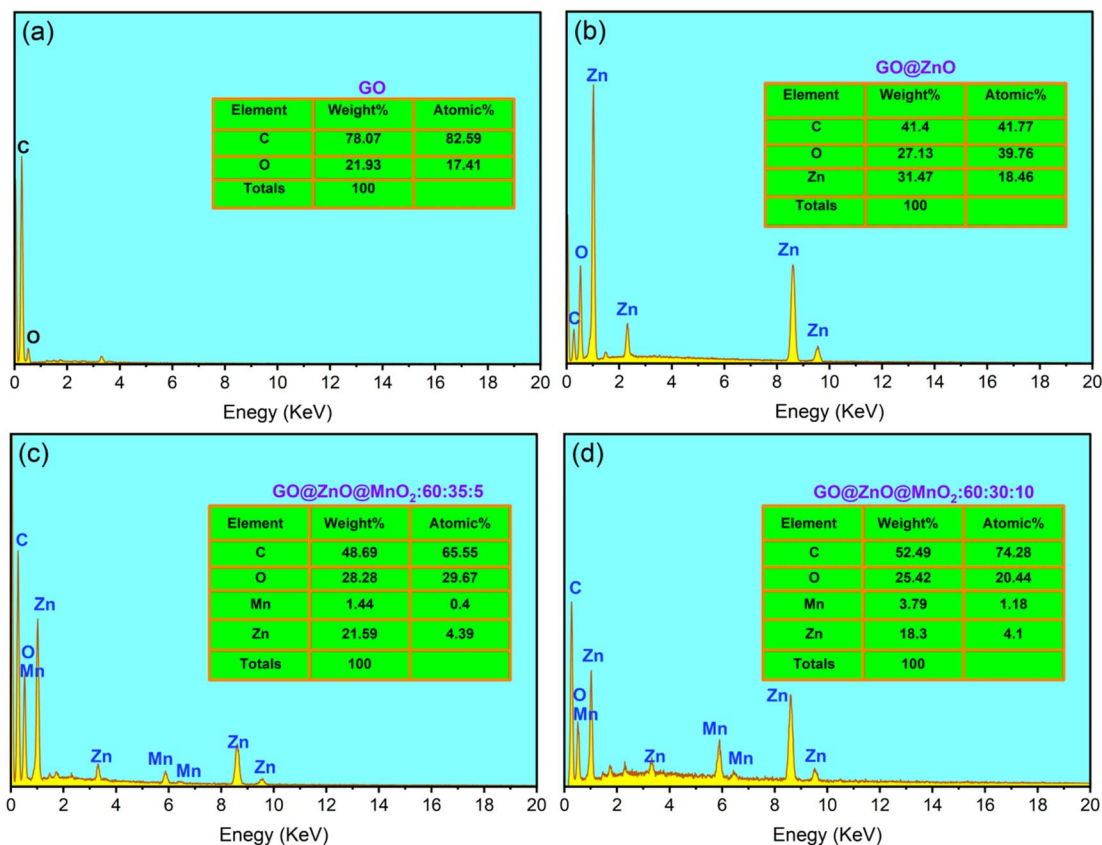 (a)
GO
Element Weight% Atomic%
C 78.07 82.59
O 21.93 17.41
Totals 100
C
O
0 2 4 6 8 10 12 14 16 18 20
Enegy (KeV)
(b)
GO@ZnO
Element Weight% Atomic%
C 41.4 41.77
O 27.13 39.76
Zn 31.47 18.46
Totals 100
Zn
O
C
Zn
Zn
Zn
0 2 4 6 8 10 12 14 16 18 20
Enegy (KeV)
(c)
GO@ZnO@MnO₂:60:35:5
Element Weight% Atomic%
C 48.69 65.55
O 28.28 29.67
Mn 1.44 0.4
Zn 21.59 4.39
Totals 100
C
Zn
O
Mn
Zn
Mn
Mn
Zn
Zn
0 2 4 6 8 10 12 14 16 18 20
Enegy (KeV)
(d)
GO@ZnO@MnO₂:60:30:10
Element Weight% Atomic%
C 52.49 74.28
O 25.42 20.44
Mn 3.79 1.18
Zn 18.3 4.1
Totals 100
C
Zn
O
Mn
Zn
Mn
Mn
Zn
Zn
0 2 4 6 8 10 12 14 16 18 20
Enegy (KeV)